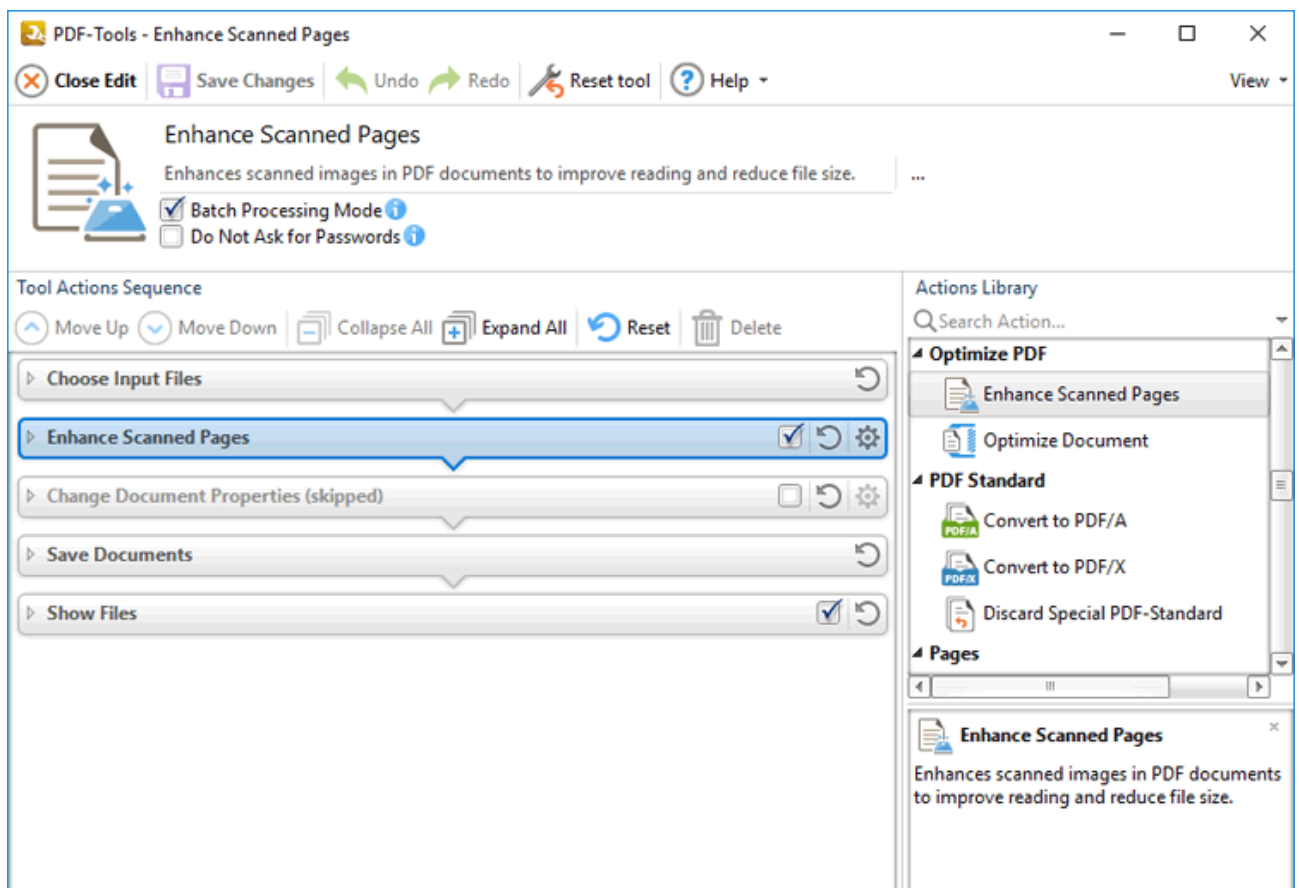 PDF-Tools - Enhance Scanned Pages
Close Edit Save Changes Undo Redo Reset tool Help View
Enhance Scanned Pages
Enhances scanned images in PDF documents to improve reading and reduce file size. ...
Batch Processing Mode
Do Not Ask for Passwords
Tool Actions Sequence
Move Up Move Down Collapse All Expand All Reset Delete
Choose Input Files
Enhance Scanned Pages
Change Document Properties (skipped)
Save Documents
Show Files
Actions Library
Search Action...
Optimize PDF
Enhance Scanned Pages
Optimize Document
PDF Standard
PDF/A Convert to PDF/A
PDF/X Convert to PDF/X
Discard Special PDF-Standard
Pages
Enhance Scanned Pages
Enhances scanned images in PDF documents
to improve reading and reduce file size.